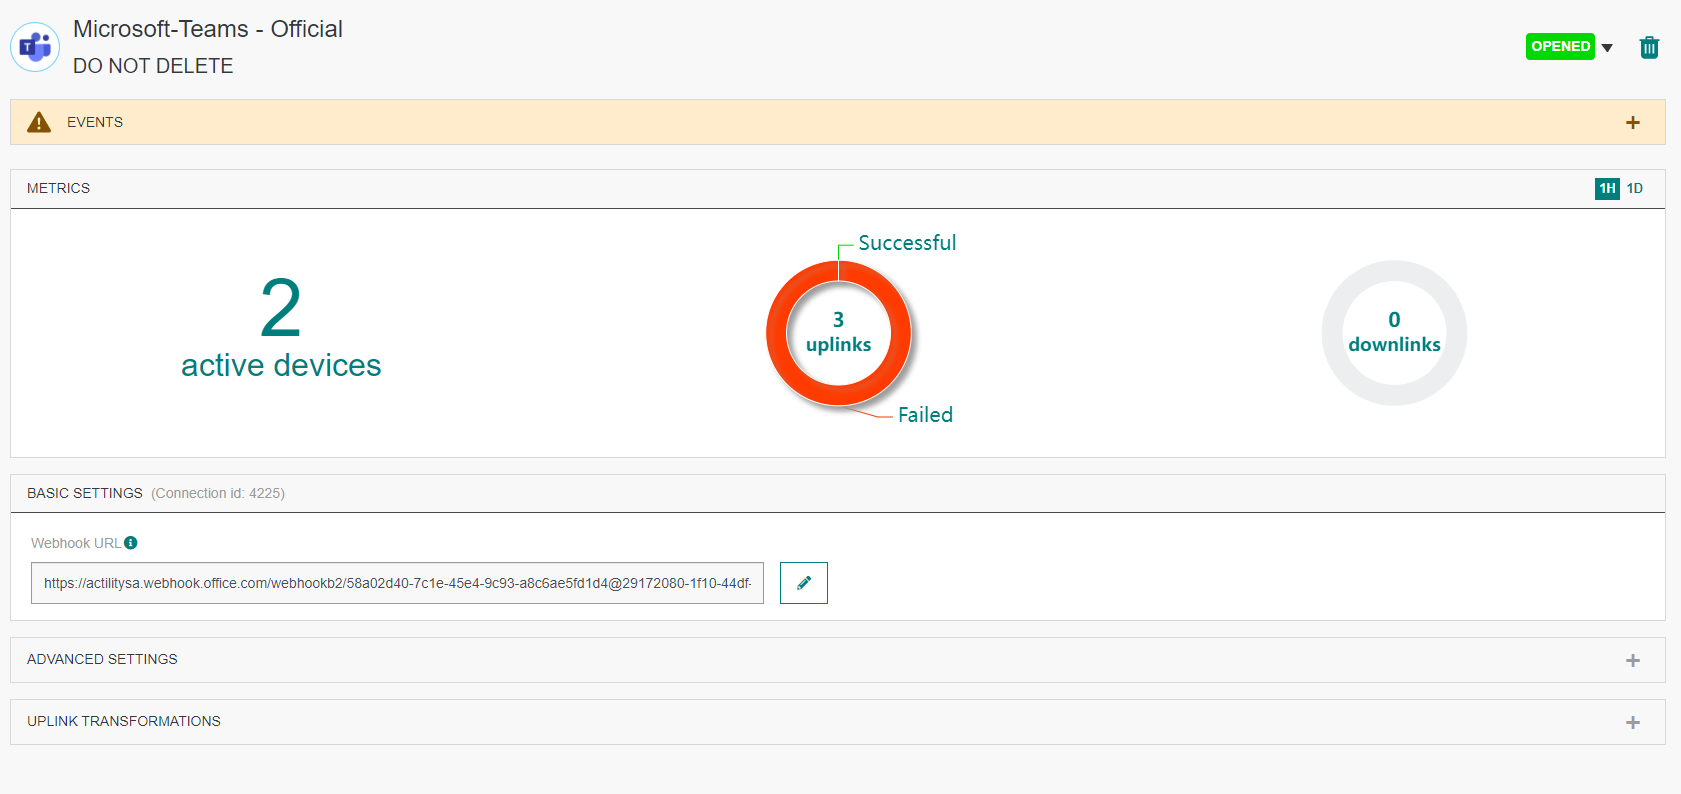 Microsoft-Teams - Official
DO NOT DELETE
T
OPENED
EVENTS
METRICS
1H 1D
2
active devices
Successful
3
uplinks
Failed
0
downlinks
BASIC SETTINGS (Connection id: 4225)
Webhook URL
https://actilitysa.webhook.office.com/webhookb2/58a02d40-7c1e-45e4-9c93-a8c6ae5fd1d4@29172080-1f10-44df-
ADVANCED SETTINGS
UPLINK TRANSFORMATIONS